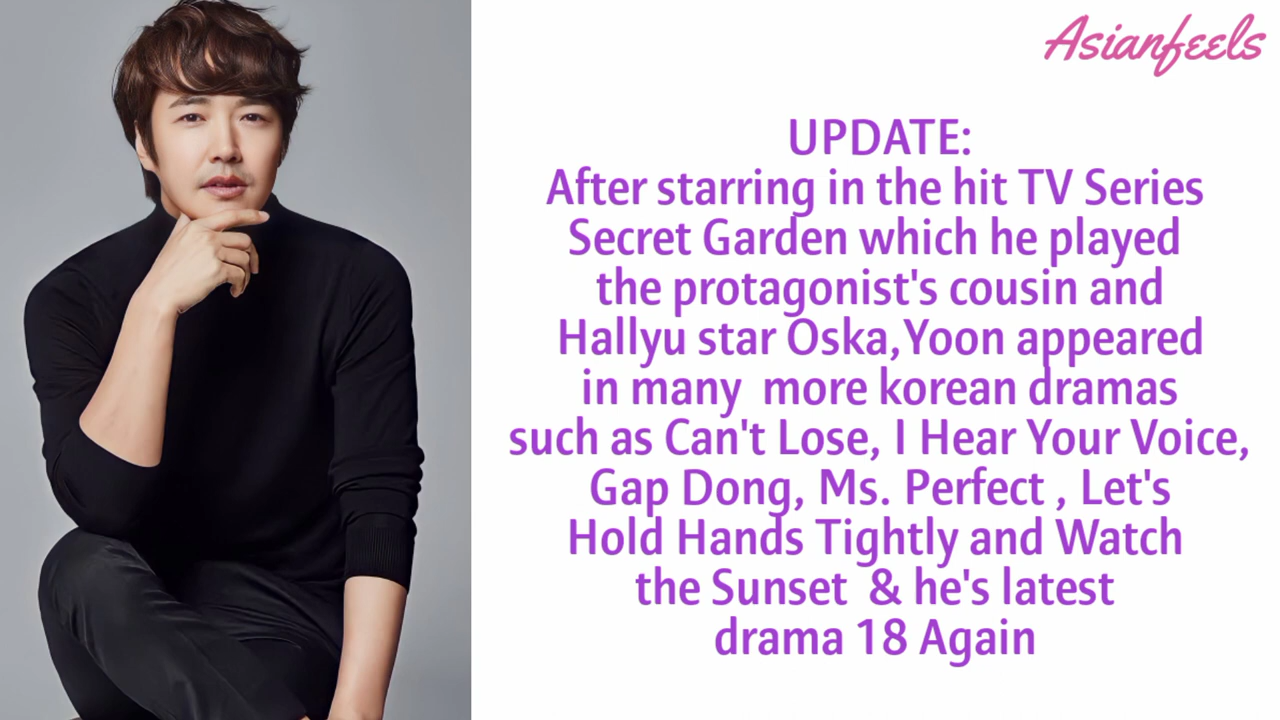 Asianfeels
UPDATE:
After starring in the hit TV Series
Secret Garden which he played
the protagonist's cousin and
Hallyu star Oska,Yoon appeared
in many  more korean dramas
such as Can't Lose, I Hear Your Voice,
Gap Dong, Ms. Perfect , Let's
Hold Hands Tightly and Watch
the Sunset  & he's latest
drama 18 Again